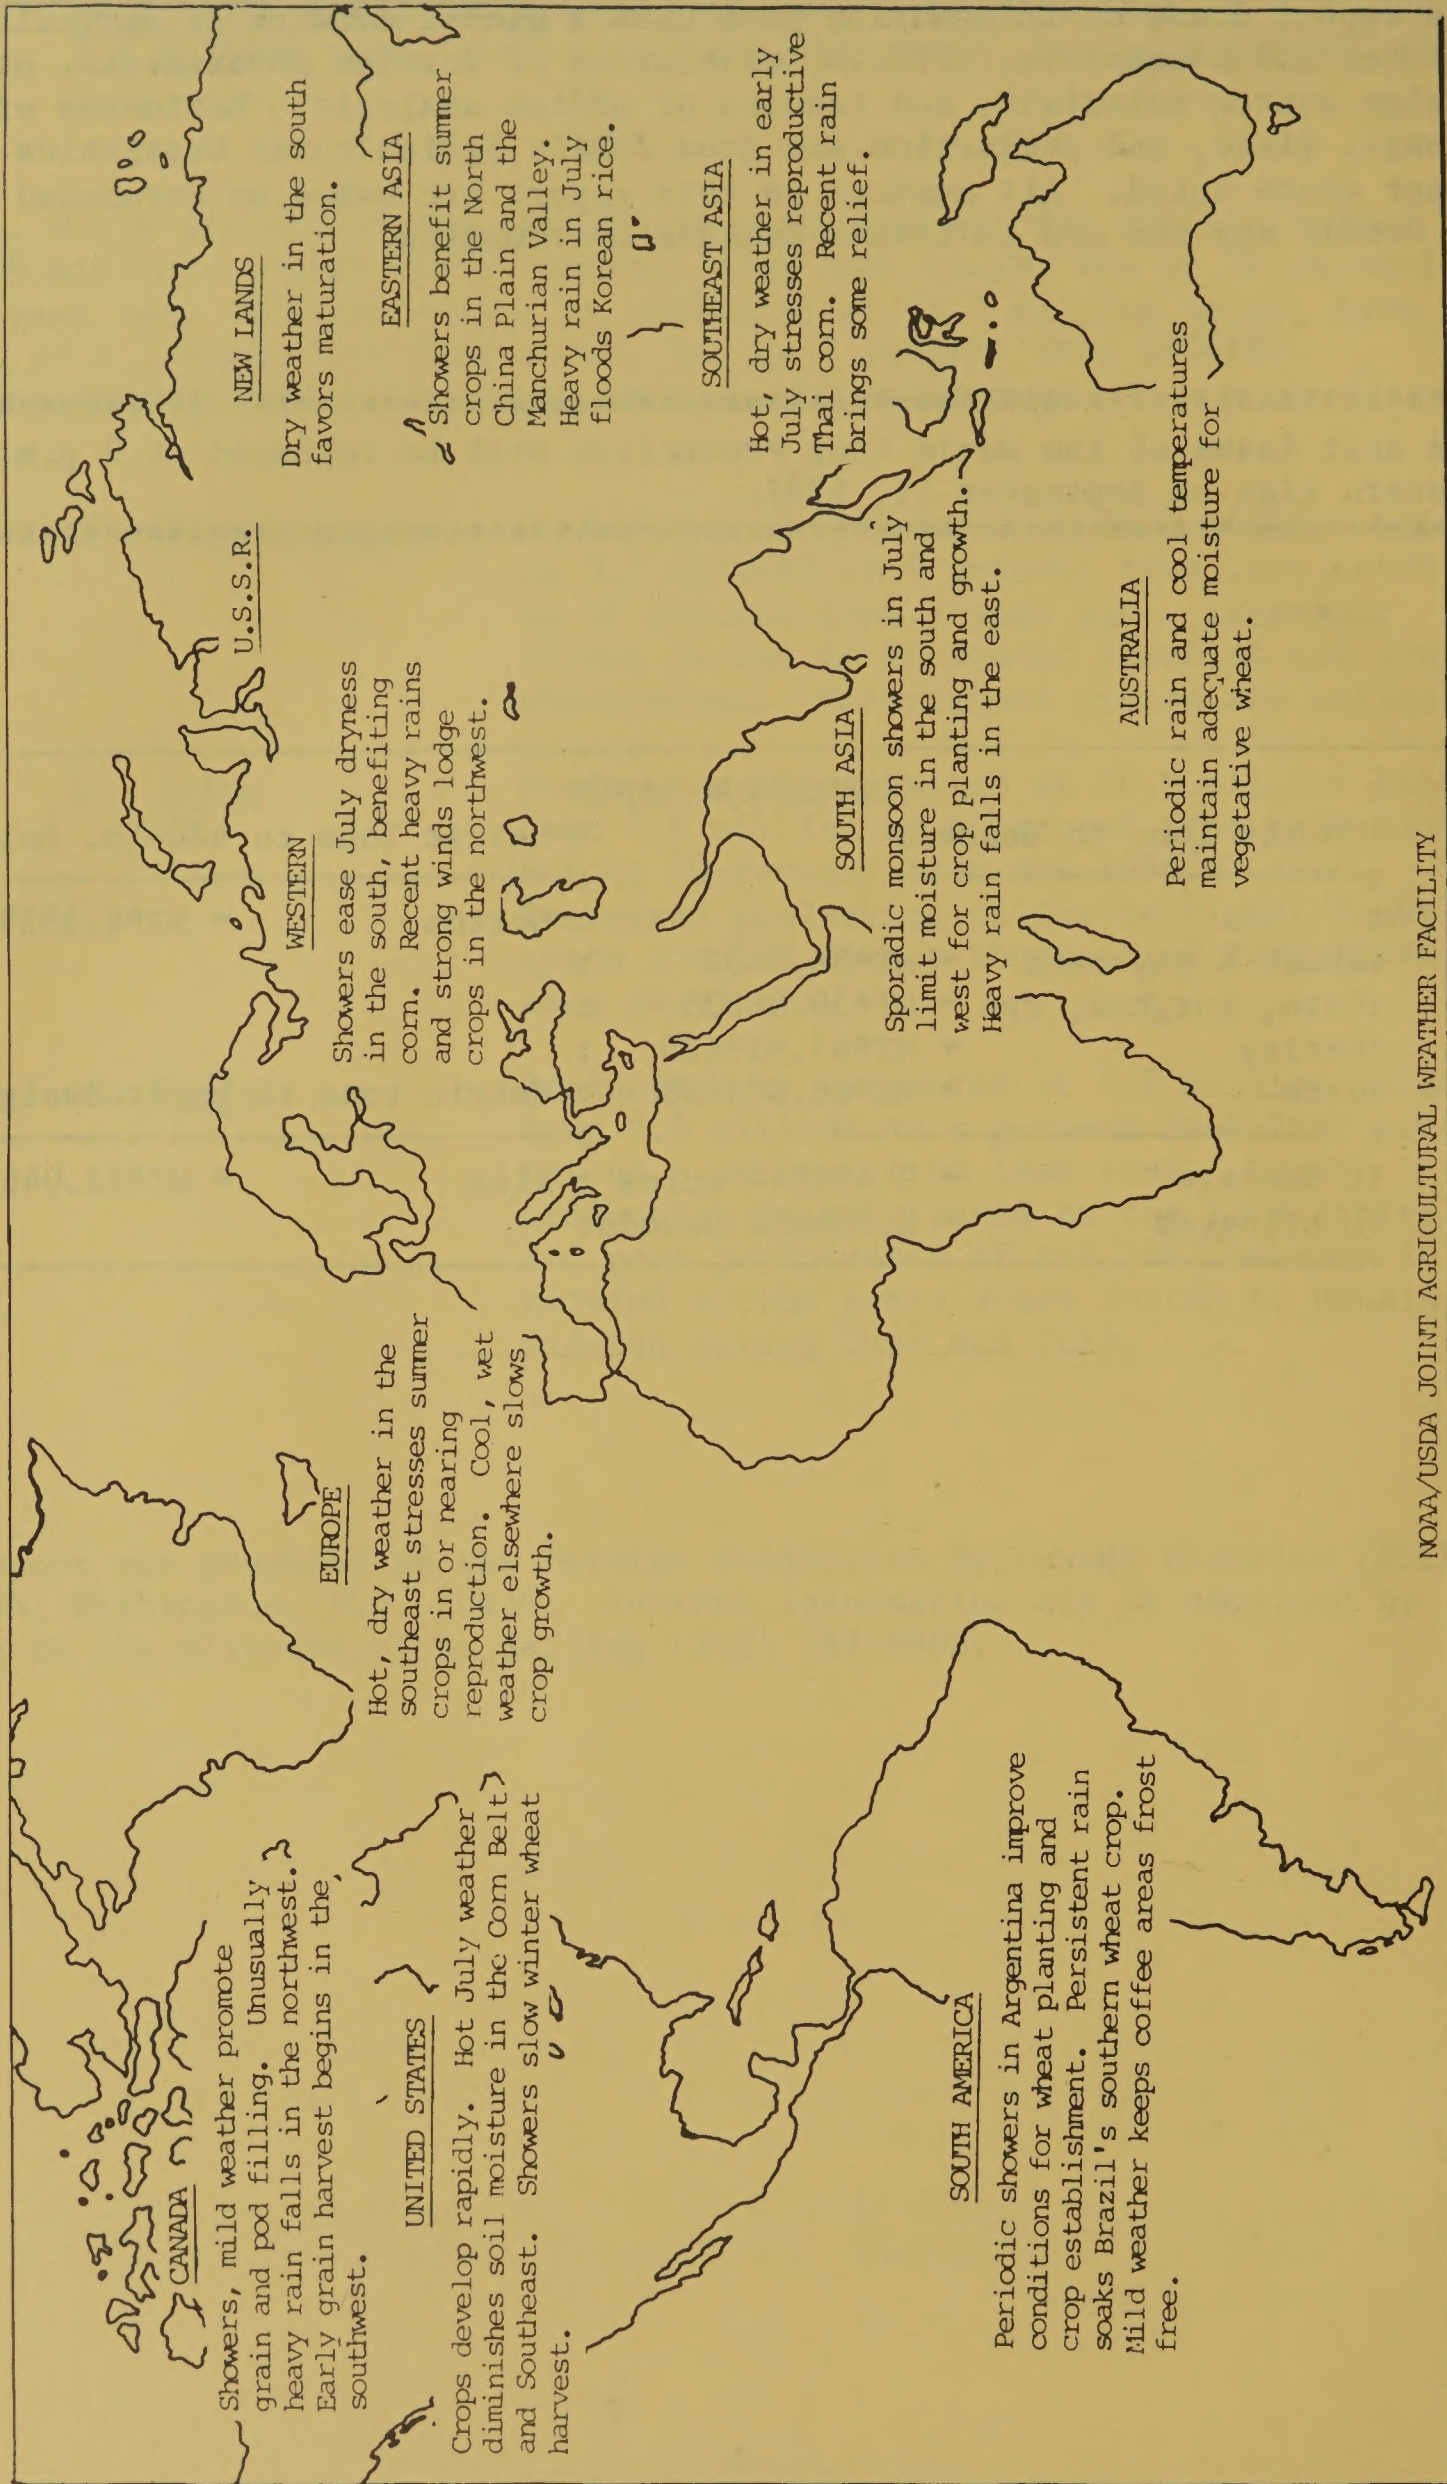 CANADA
Showers, mild weather promote
grain and pod filling. Unusually
heavy rain falls in the northwest.
Early grain harvest begins in the
southwest.
UNITED STATES
Crops develop rapidly. Hot July weather
diminishes soil moisture in the Corn Belt
and Southeast. Showers slow winter wheat
harvest.
SOUTH AMERICA
Periodic showers in Argentina improve
conditions for wheat planting and
crop establishment. Persistent rain
soaks Brazil's southern wheat crop.
Mild weather keeps coffee areas frost
free.
EUROPE
Hot, dry weather in the
southeast stresses summer
crops in or nearing
reproduction. Cool, wet
weather elsewhere slows
crop growth.
U.S.S.R.
WESTERN
Showers ease July dryness
in the south, benefiting
corn. Recent heavy rains
and strong winds lodge
crops in the northwest.
NEW LANDS
Dry weather in the south
favors maturation.
EASTERN ASIA
Showers benefit summer
crops in the North
China Plain and the
Manchurian Valley.
Heavy rain in July
floods Korean rice.
SOUTHEAST ASIA
Hot, dry weather in early
July stresses reproductive
Thai corn. Recent rain
brings some relief.
SOUTH ASIA
Sporadic monsoon showers in July
limit moisture in the south and
west for crop planting and growth.
Heavy rain falls in the east.
AUSTRALIA
Periodic rain and cool temperatures
maintain adequate moisture for
vegetative wheat.
NOAA/USDA JOINT AGRICULTURAL WEATHER FACILITY